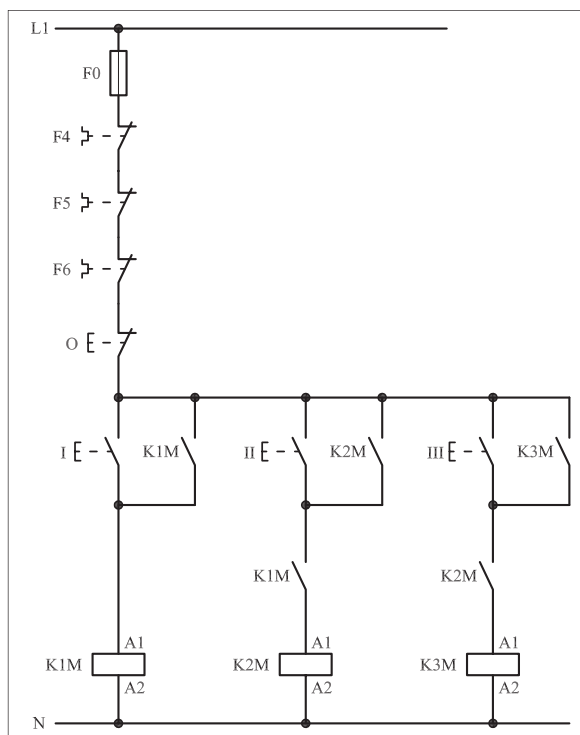 L1
F0
F4
F5
F6
O
I K1M II K2M III K3M
K1M K2M
A1 A1 A1
K1M K2M K3M
A2 A2 A2
N